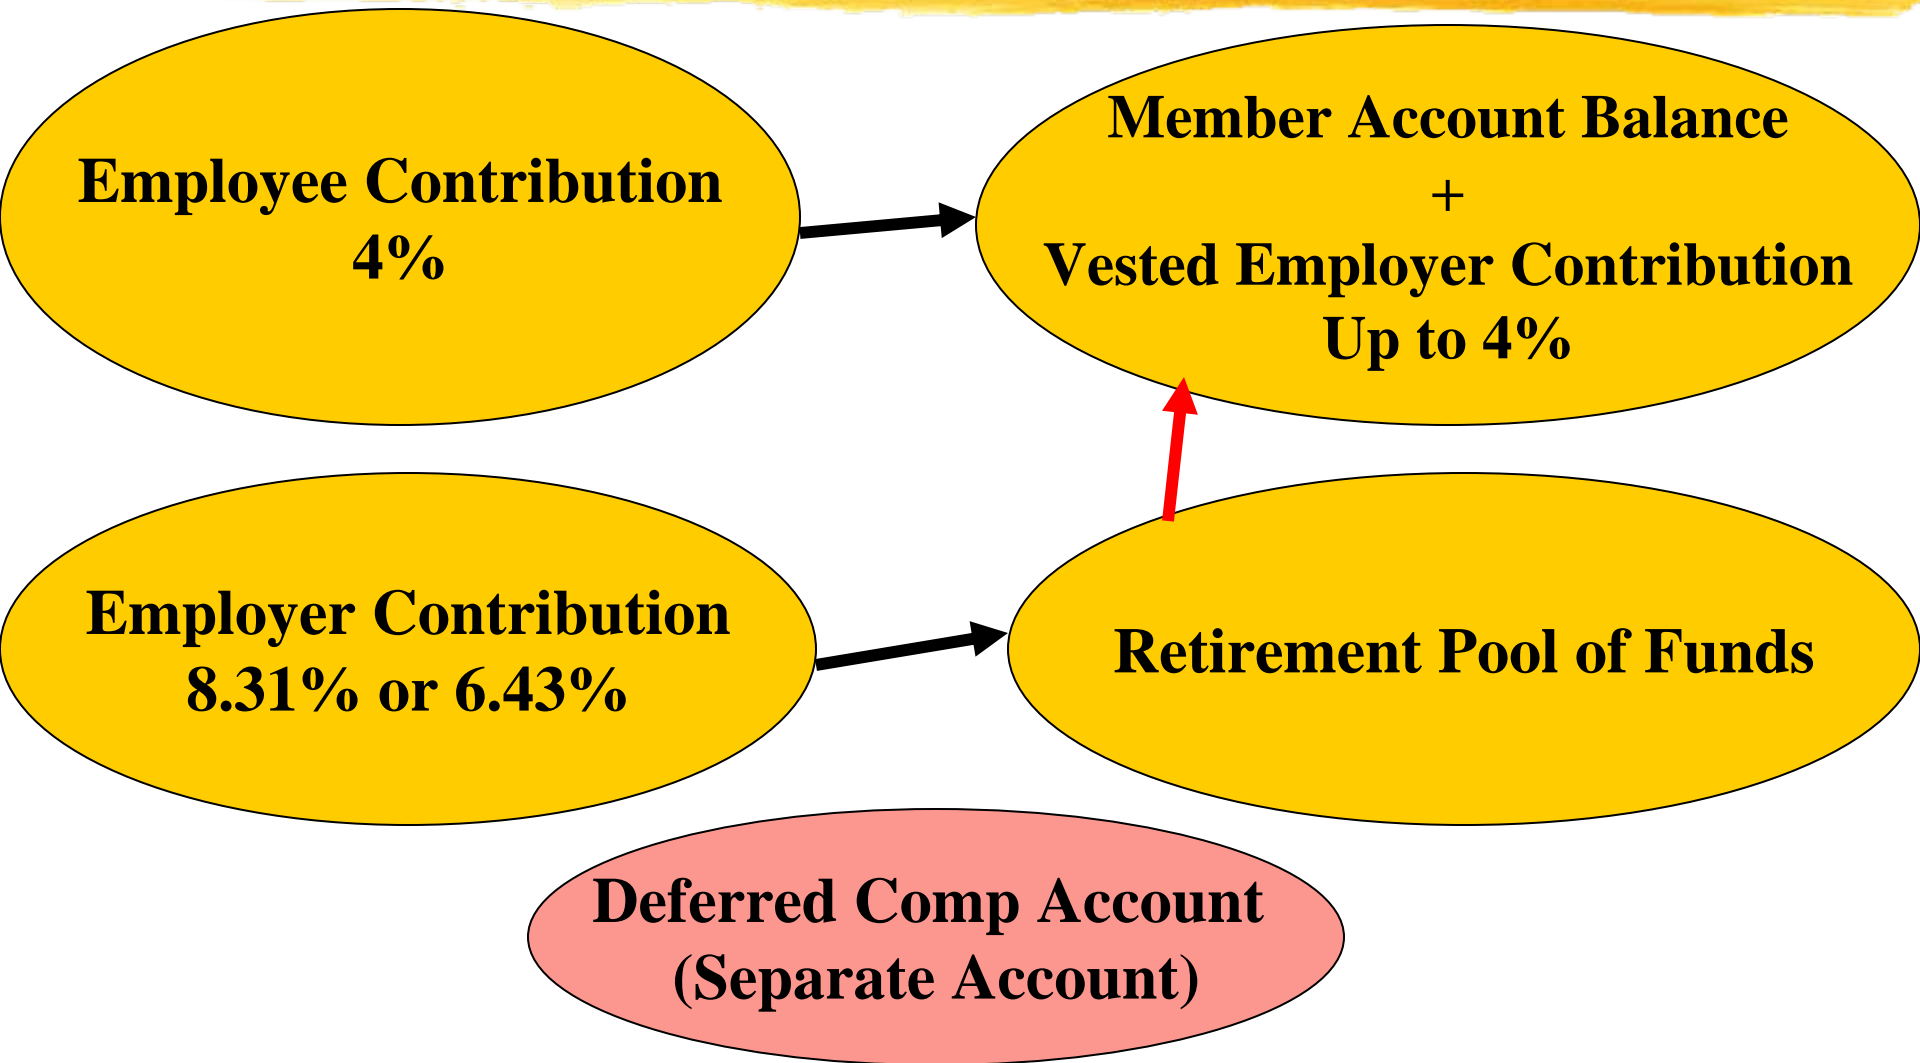 Employee Contribution
4%
Member Account Balance
+
Vested Employer Contribution
Up to 4%
Employer Contribution
8.31% or 6.43%
Retirement Pool of Funds
Deferred Comp Account
(Separate Account)